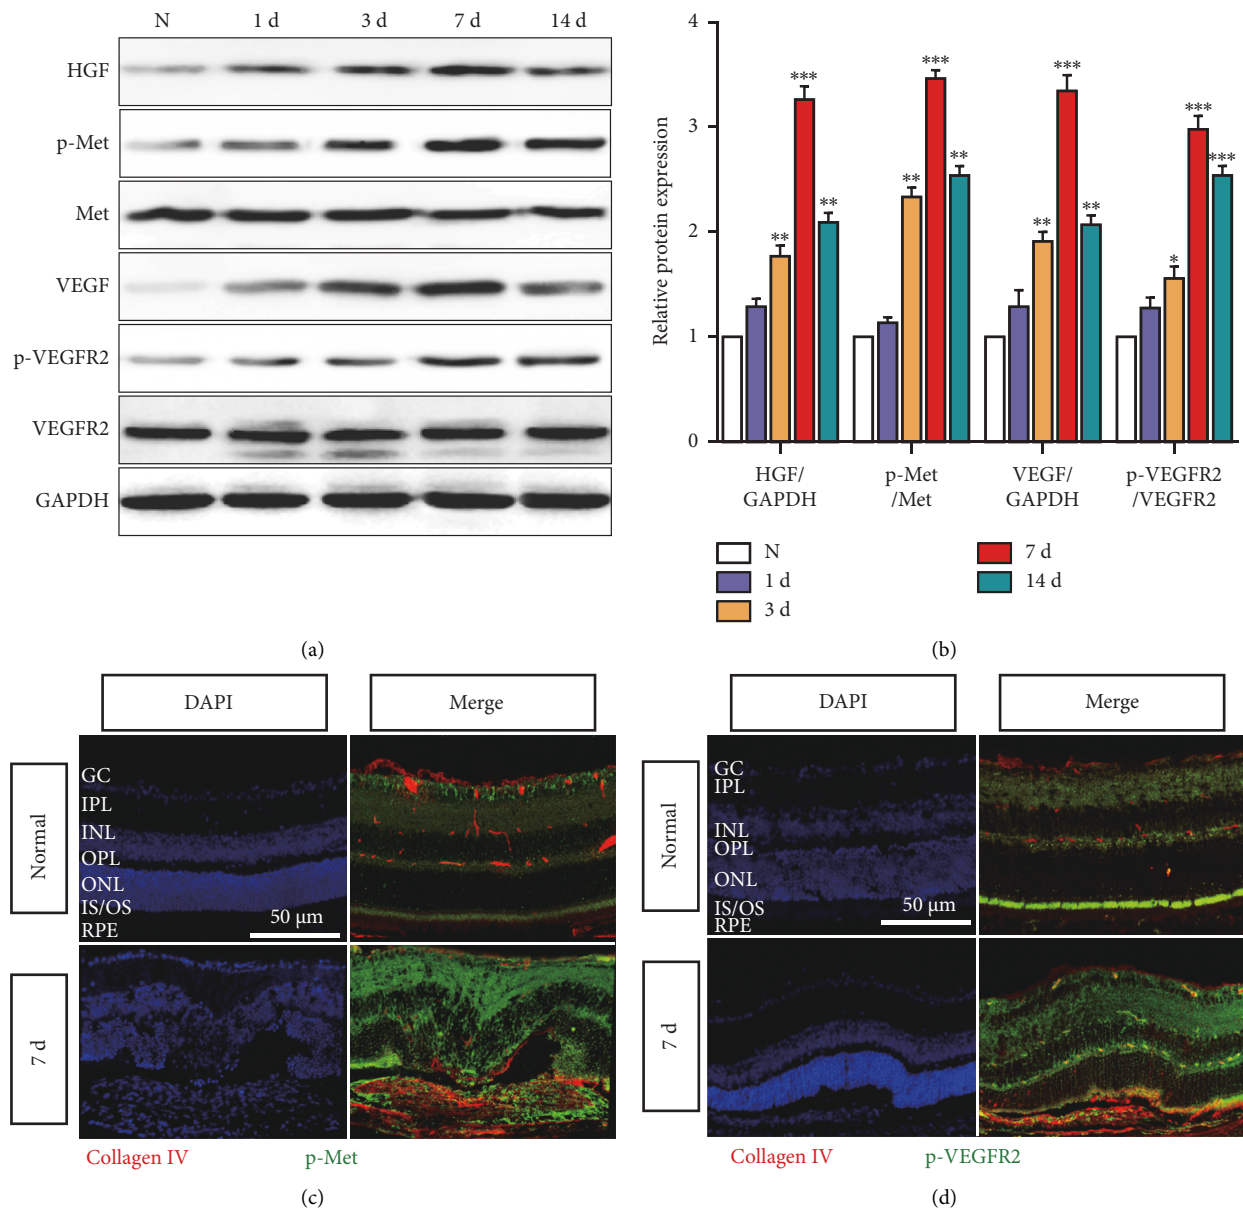 N 1 d 3 d 7 d 14 d
HGF
p-Met
Met
VEGF
p-VEGFR2
VEGFR2
GAPDH
(a)
Relative protein expression
4
3
2
1
0
***
**
**
***
**
**
***
**
**
***
***
*
HGF/
GAPDH
p-Met
/Met
VEGF/
GAPDH
p-VEGFR2
/VEGFR2
N
1 d
3 d
7 d
14 d
(b)
DAPI
Merge
Normal
GC
IPL
INL
OPL
ONL
IS/OS
RPE
50 μm
7 d
Collagen IV
p-Met
(c)
DAPI
Merge
Normal
GC
IPL
INL
OPL
ONL
IS/OS
RPE
50 μm
7 d
Collagen IV
p-VEGFR2
(d)